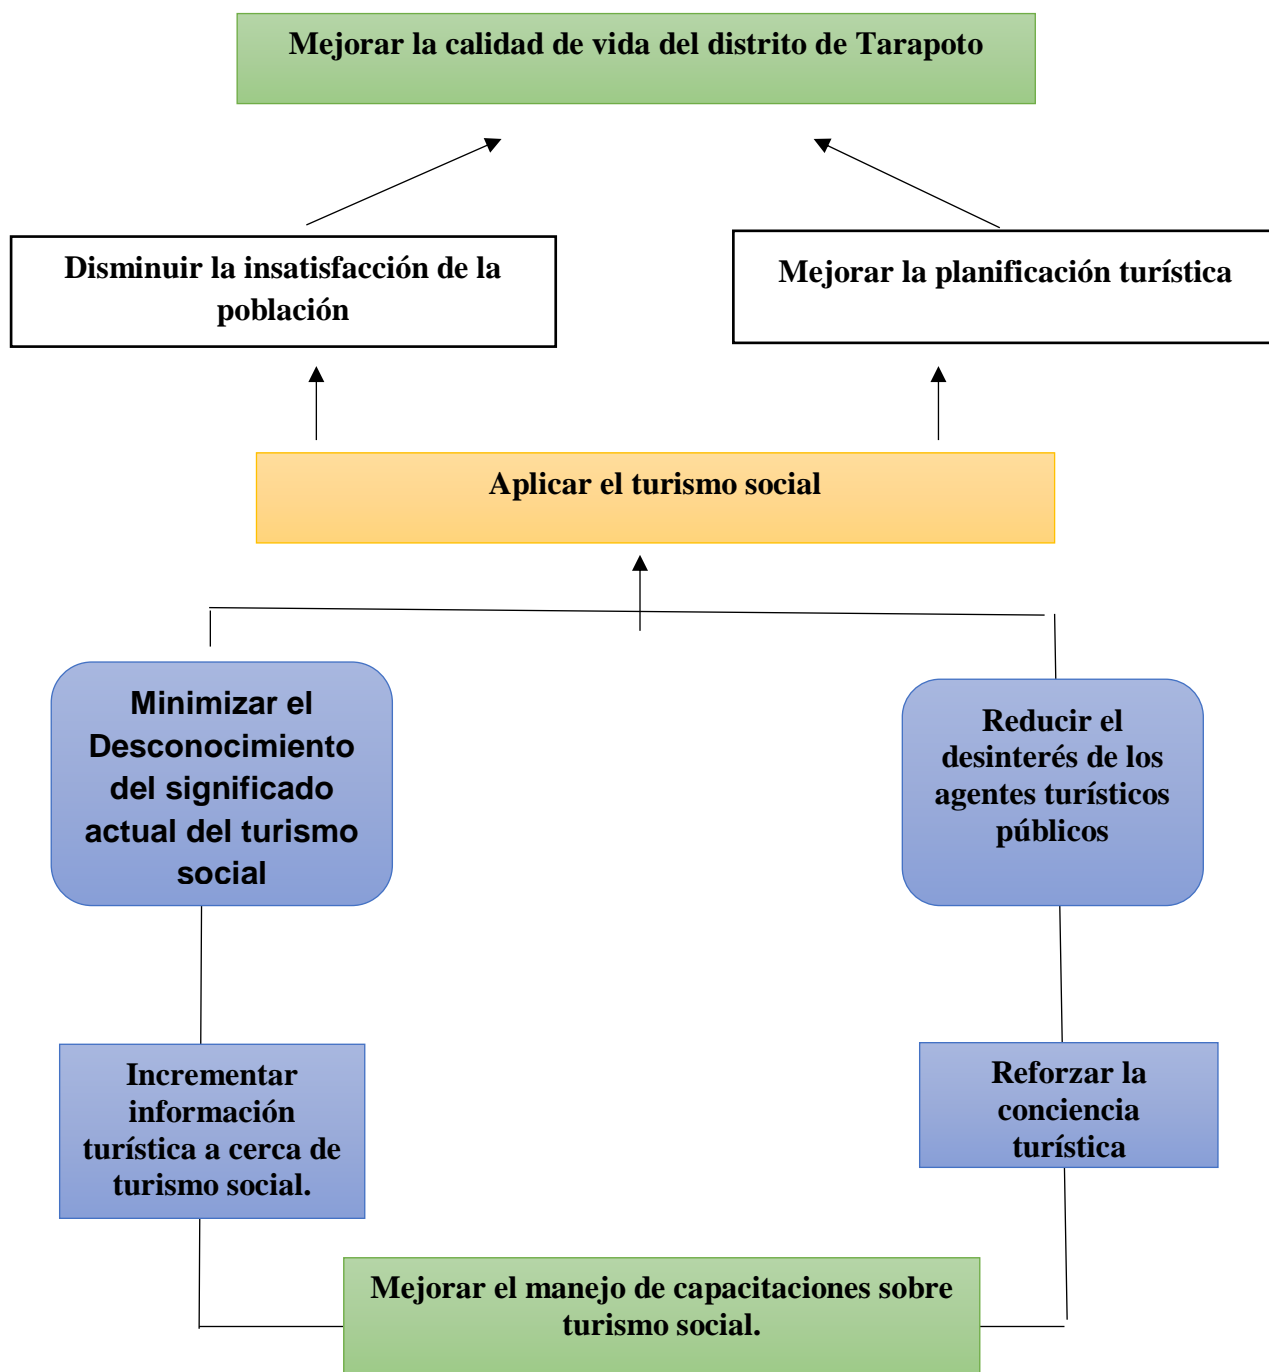 Mejorar la calidad de vida del distrito de Tarapoto
Disminuir la insatisfacción de la
población
Mejorar la planificación turística
Aplicar el turismo social
Minimizar el
Desconocimiento
del significado
actual del turismo
social
Reducir el
desinterés de los
agentes turísticos
públicos
Incrementar
información
turística a cerca de
turismo social.
Reforzar la
conciencia
turística
Mejorar el manejo de capacitaciones sobre
turismo social.